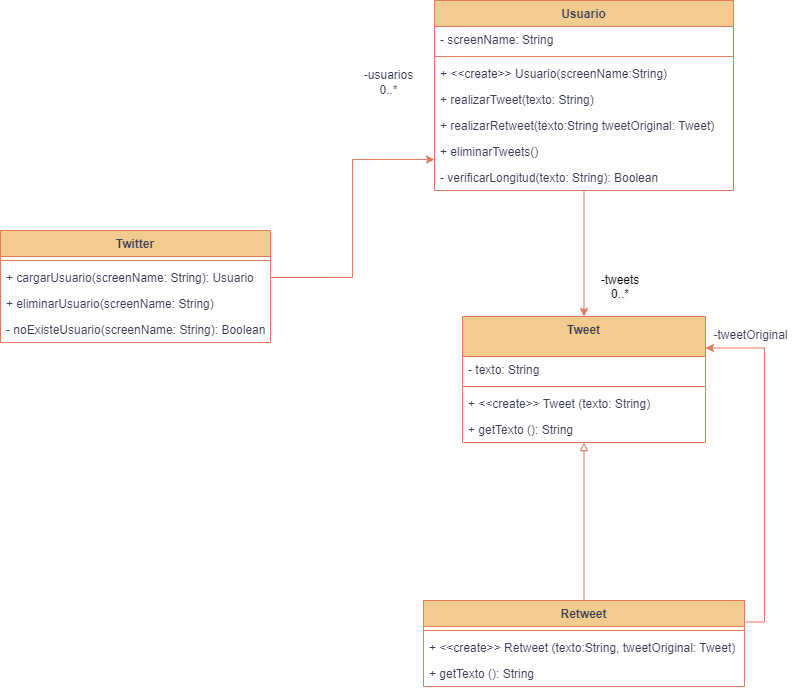 Usuario
- screenName: String
+ <<create>> Usuario(screenName:String)
+ realizarTweet(texto: String)
+ realizarRetweet(texto:String tweetOriginal: Tweet)
+ eliminarTweets()
- verificarLongitud(texto: String): Boolean
-usuarios
0..*
Twitter
+ cargarUsuario(screenName: String): Usuario
+ eliminarUsuario(screenName: String)
- noExisteUsuario(screenName: String): Boolean
-tweets
0..*
Tweet
- texto: String
+ <<create>> Tweet (texto: String)
+ getTexto (): String
-tweetOriginal
Retweet
+ <<create>> Retweet (texto:String, tweetOriginal: Tweet)
+ getTexto (): String